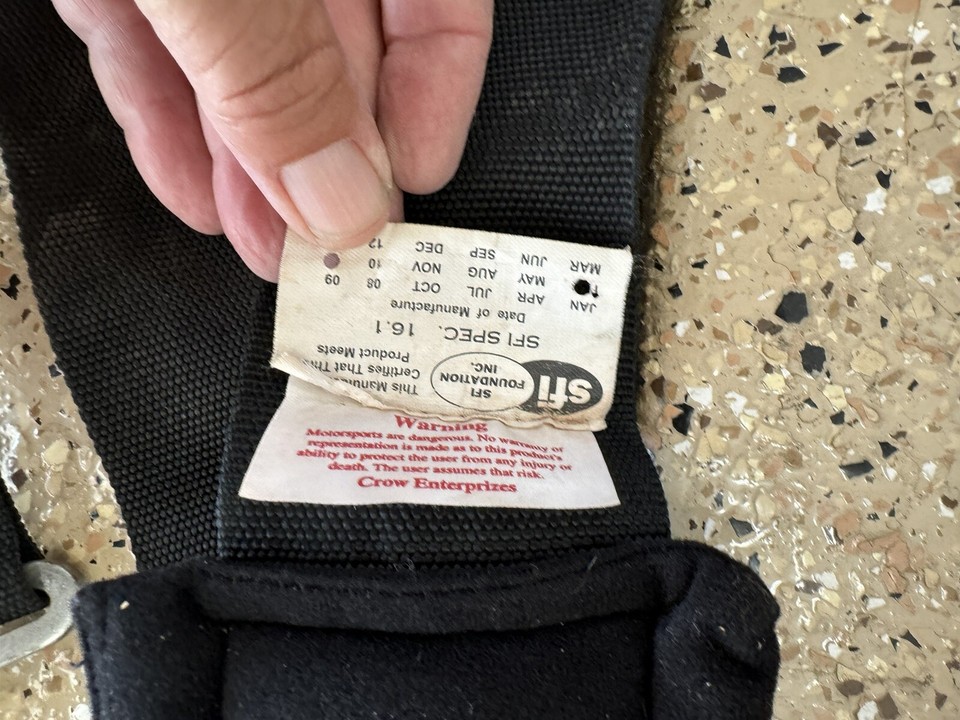 sfi
SFI
FOUNDATION
INC.
This
Certifies That This
Product Meets
SFI SPEC. 16.1
Date of Manufacture
JAN APR JUL OCT 08 09
MAY AUG NOV 10
MAR JUN SEP DEC 12
Warning
Motorsports are dangerous. No warranty or
representation is made as to this product's
ability to protect the user from any injury or
death. The user assumes that risk.
Crow Enterprizes